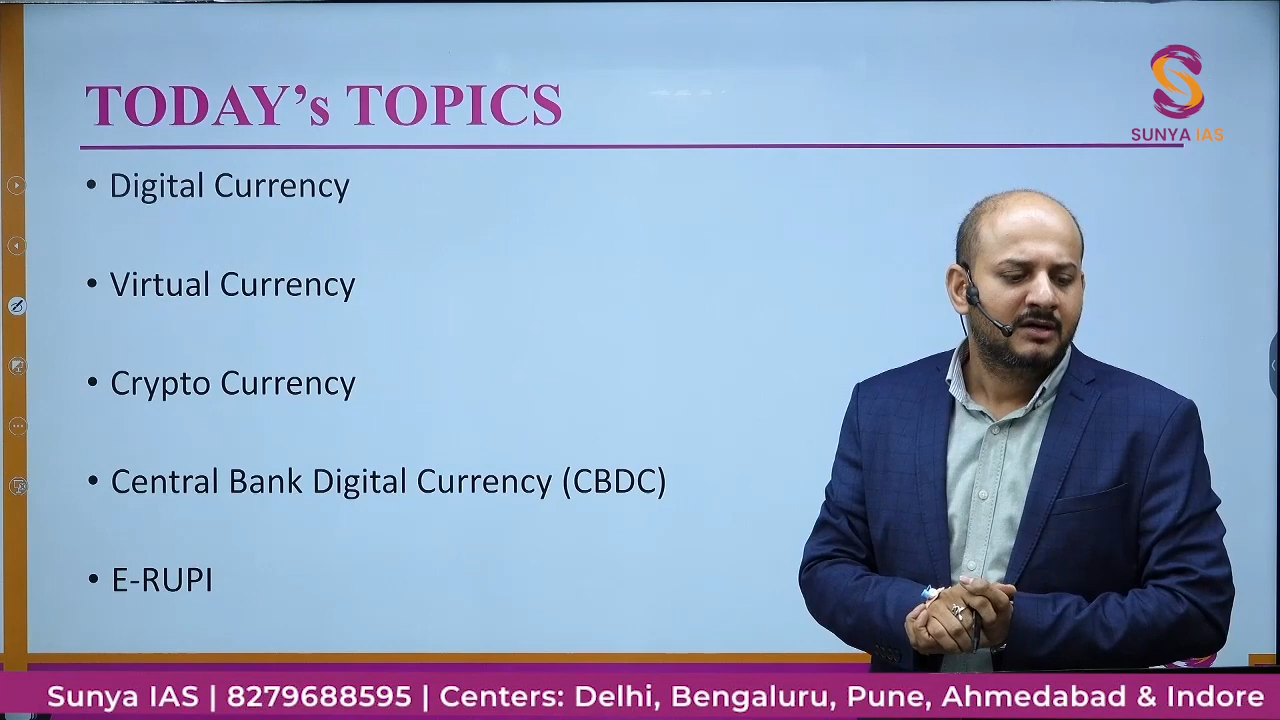 TODAY’s TOPICS
SUNYA IAS
• Digital Currency
• Virtual Currency
• Crypto Currency
• Central Bank Digital Currency (CBDC)
• E-RUPI
Sunya IAS | 8279688595 | Centers: Delhi, Bengaluru, Pune, Ahmedabad & Indore